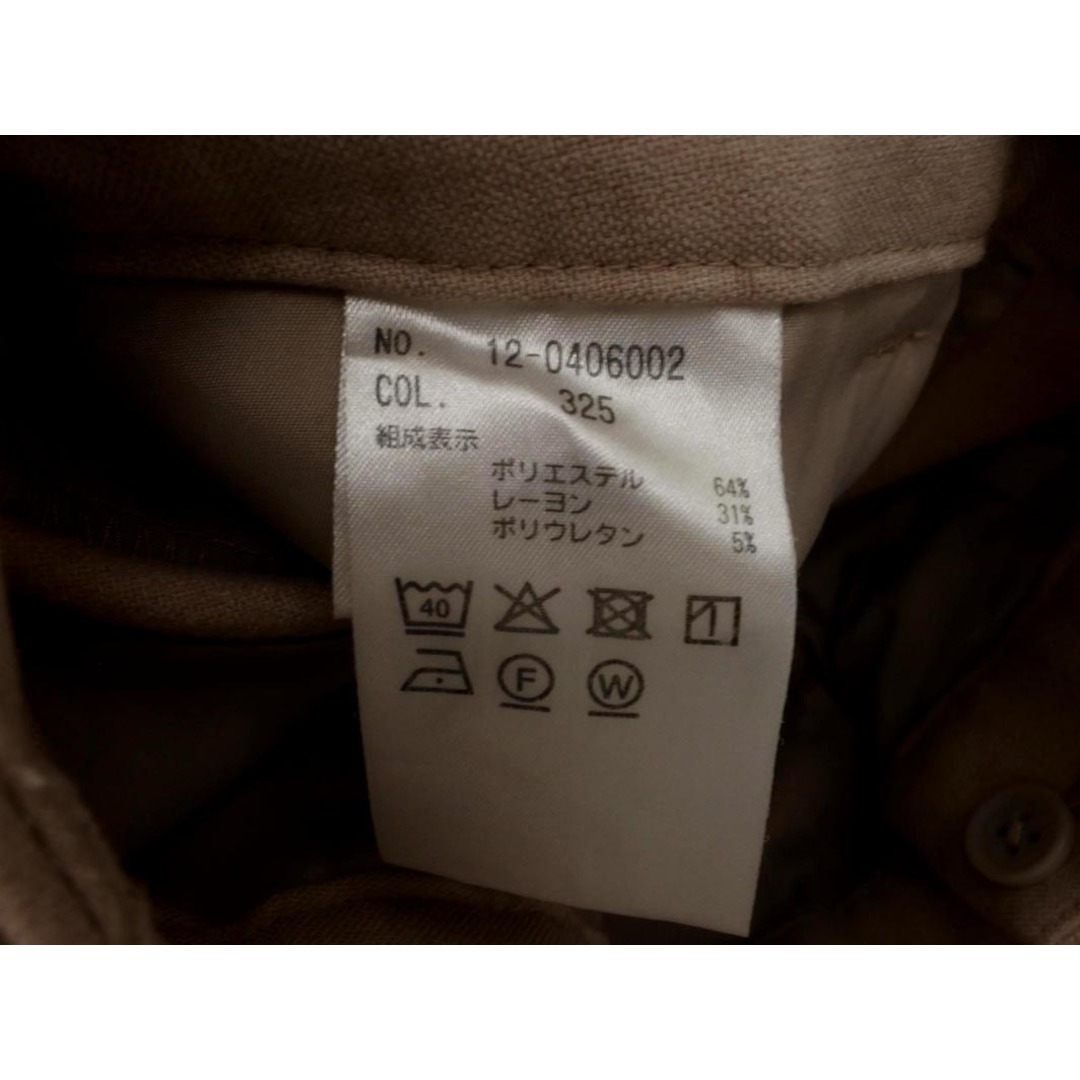 NO. 12-0406002
COL. 325
組成表示
ポリエステル 64%
レーヨン 31%
ポリウレタン 5%
40
F W